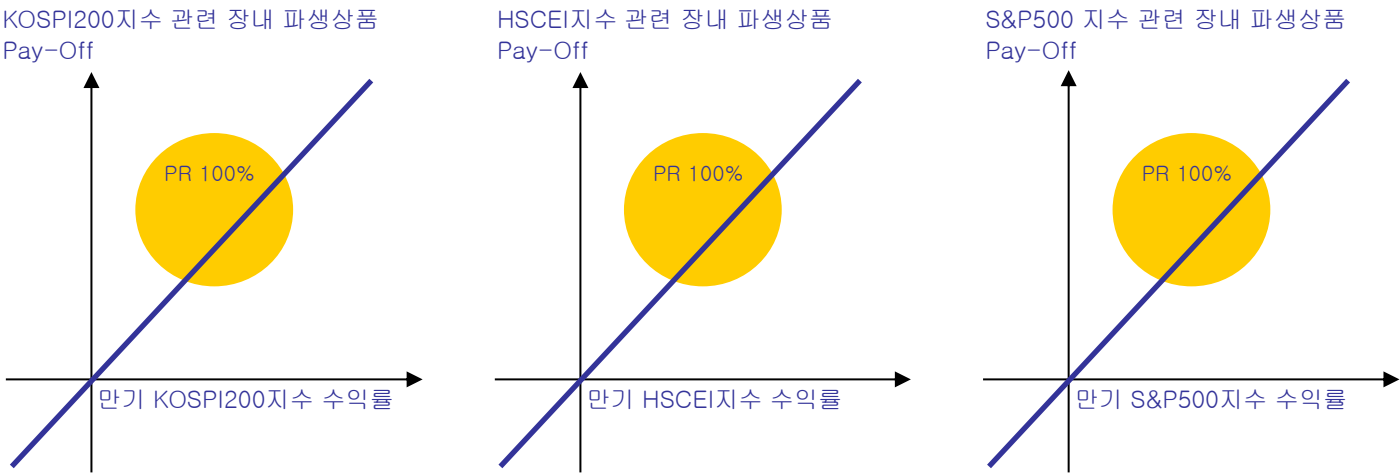 KOSPI200지수 관련 장내 파생상품
Pay-Off
PR 100%
만기 KOSPI200지수 수익률
HSCEI지수 관련 장내 파생상품
Pay-Off
PR 100%
만기 HSCEI지수 수익률
S&P500 지수 관련 장내 파생상품
Pay-Off
PR 100%
만기 S&P500지수 수익률